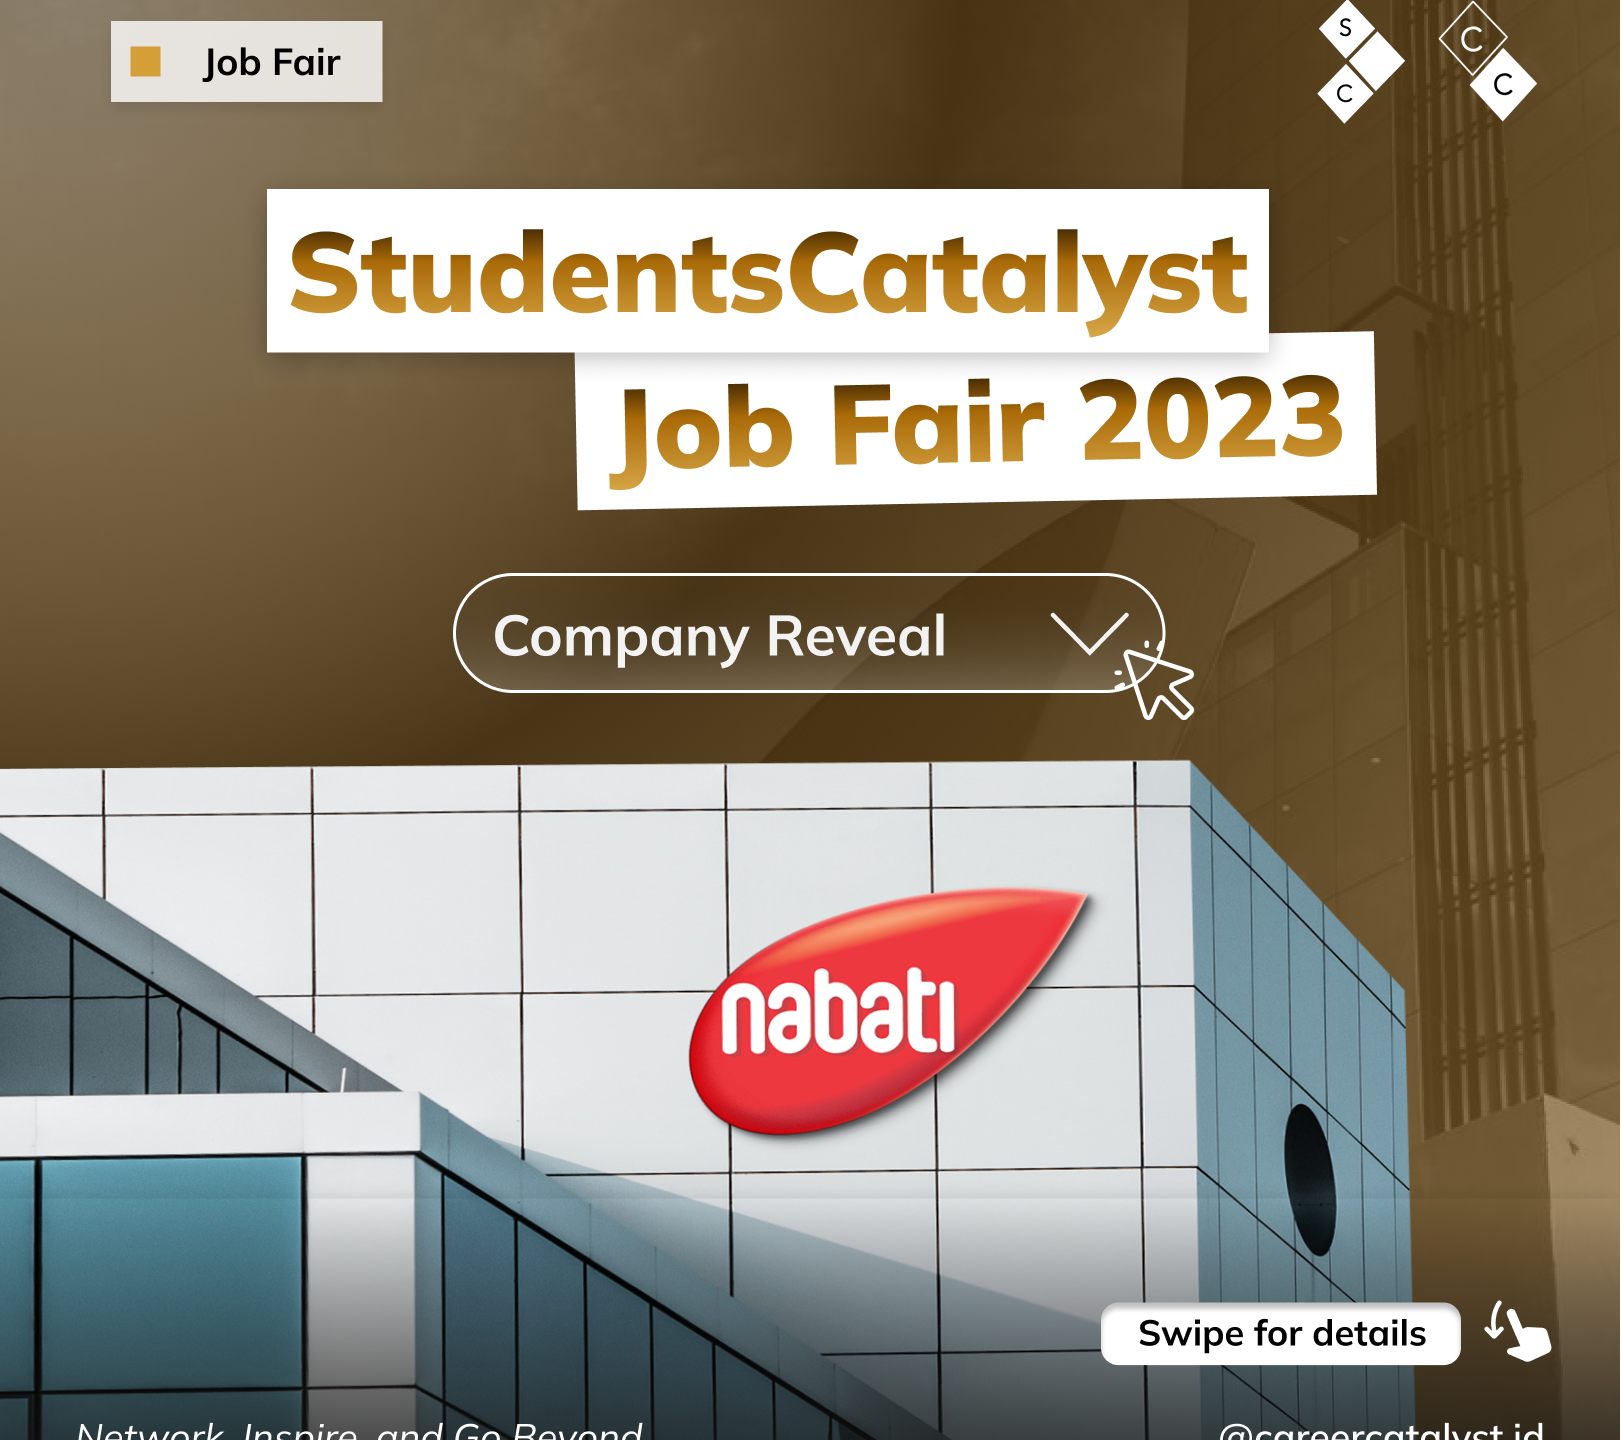 Job Fair
S
C
C
C
StudentsCatalyst
Job Fair 2023
Company Reveal
nabati
Swipe for details
Network, Inspire, and Go Beyond
@careercatalyst.id